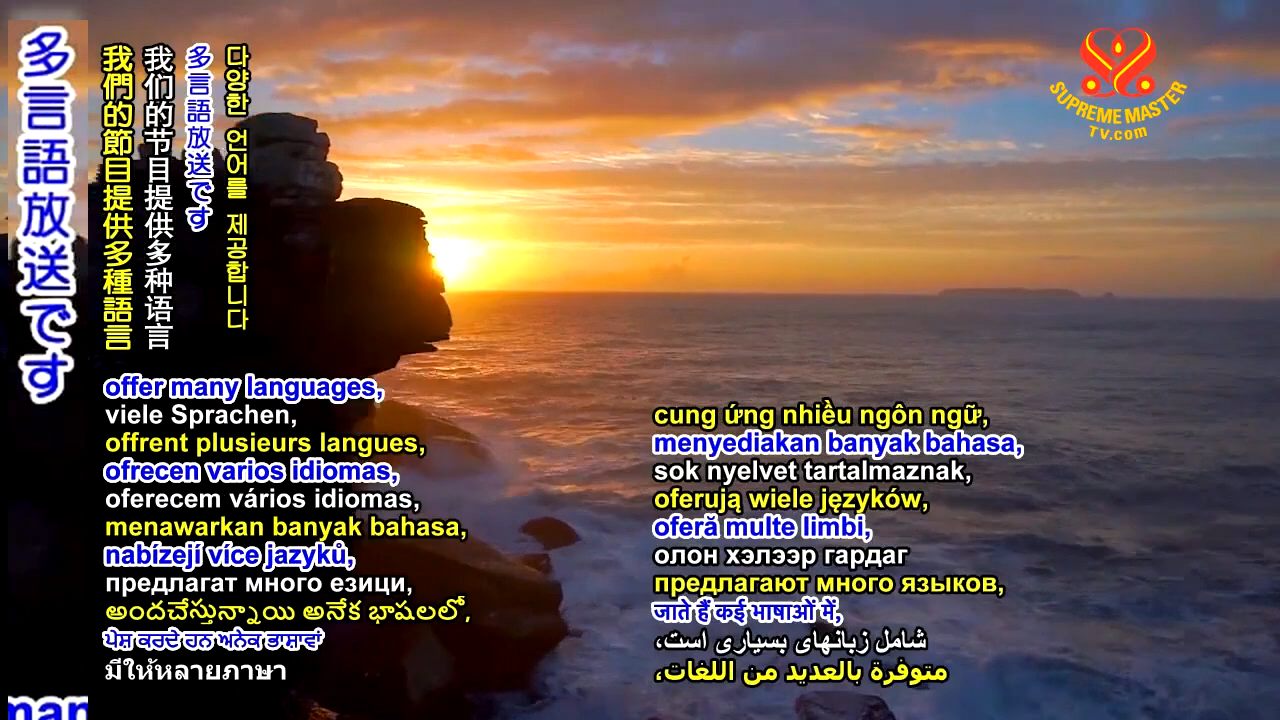 多言語放送です
我們的節目提供多種語言
我们的节目提供多种语言
多言語放送です
다양한 언어를 제공합니다
SUPREME MASTER
TV.com
offer many languages,
viele Sprachen,
offrent plusieurs langues,
ofrecen varios idiomas,
oferecem vários idiomas,
menawarkan banyak bahasa,
nabízejí více jazyků,
предлагат много езици,
అందచేస్తున్నాయి అనేక భాషలలో,
ਪੇਸ਼ ਕਰਦੇ ਹਨ ਅਨੇਕ ਭਾਸ਼ਾਵਾਂ
มีให้หลายภาษา
cung ứng nhiều ngôn ngữ,
menyediakan banyak bahasa,
sok nyelvet tartalmaznak,
oferują wiele języków,
oferă multe limbi,
олон хэлээр гардаг
предлагают много языков,
जाते हैं कई भाषाओं में,
شامل زبانهای بسیاری است،
متوفرة بالعديد من اللغات،